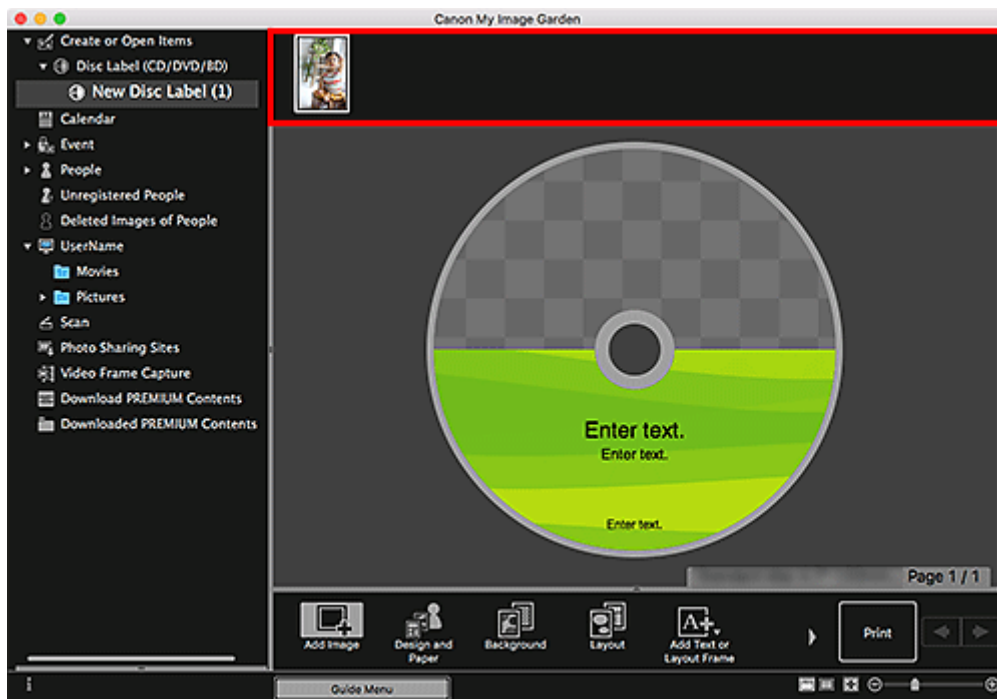 Canon My Image Garden
Create or Open Items
Disc Label (CD/DVD/BD)
New Disc Label (1)
Calendar
Event
People
Unregistered People
Deleted Images of People
UserName
Movies
Pictures
Scan
Photo Sharing Sites
Video Frame Capture
Download PREMIUM Contents
Downloaded PREMIUM Contents
Enter text.
Enter text.
Enter text.
Page 1 / 1
Add Image
Design and
Paper
Background
Layout
Add Text or
Layout Frame
Print
Guide Menu